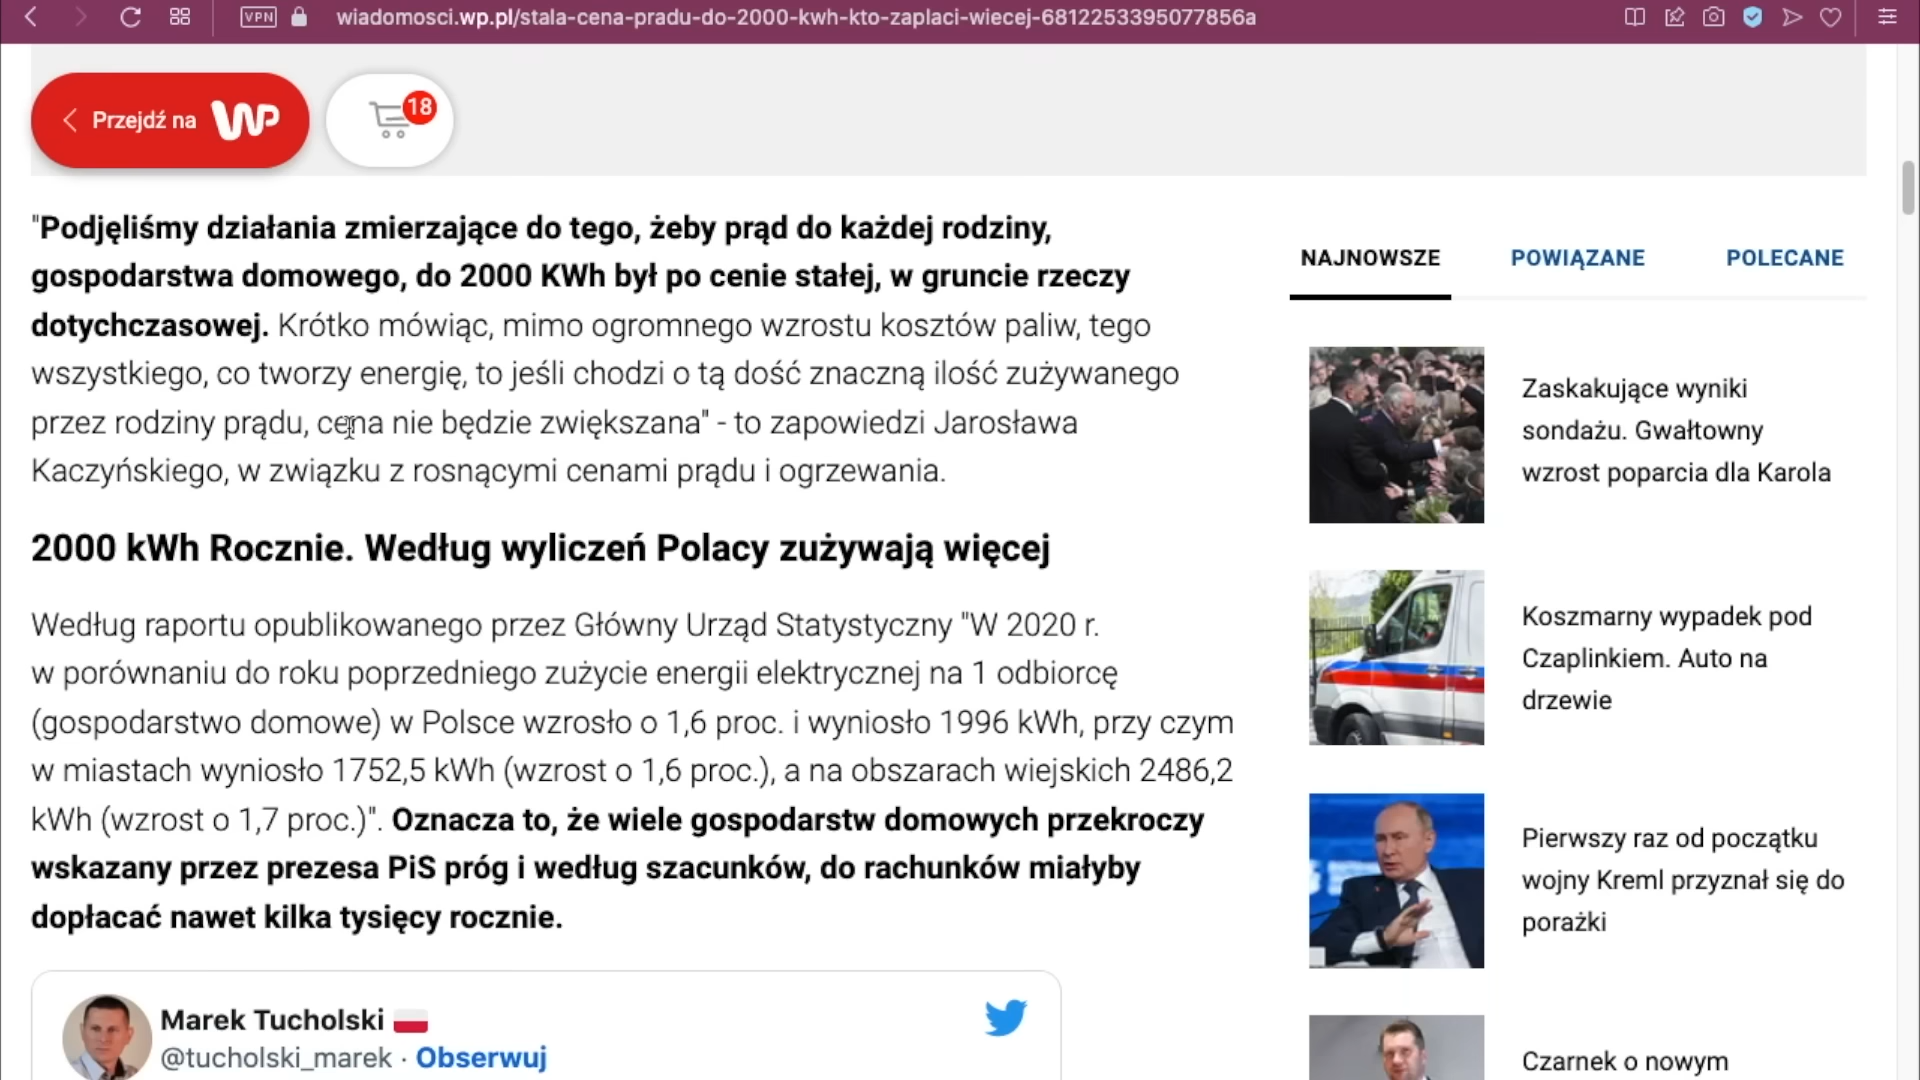 VPN
wiadomosci.wp.pl/stala-cena-pradu-do-2000-kwh-kto-zaplaci-wiecej-6812253395077856a
Przejdź na WP
18
"Podjęliśmy działania zmierzające do tego, żeby prąd do każdej rodziny,
gospodarstwa domowego, do 2000 KWh był po cenie stałej, w gruncie rzeczy
dotychczasowej. Krótko mówiąc, mimo ogromnego wzrostu kosztów paliw, tego
wszystkiego, co tworzy energię, to jeśli chodzi o tą dość znaczną ilość zużywanego
przez rodziny prądu, cena nie będzie zwiększana" - to zapowiedzi Jarosława
Kaczyńskiego, w związku z rosnącymi cenami prądu i ogrzewania.
2000 kWh Rocznie. Według wyliczeń Polacy zużywają więcej
Według raportu opublikowanego przez Główny Urząd Statystyczny "W 2020 r.
w porównaniu do roku poprzedniego zużycie energii elektrycznej na 1 odbiorcę
(gospodarstwo domowe) w Polsce wzrosło o 1,6 proc. i wyniosło 1996 kWh, przy czym
w miastach wyniosło 1752,5 kWh (wzrost o 1,6 proc.), a na obszarach wiejskich 2486,2
kWh (wzrost o 1,7 proc.)". Oznacza to, że wiele gospodarstw domowych przekroczy
wskazany przez prezesa PiS próg i według szacunków, do rachunków miałyby
dopłacać nawet kilka tysięcy rocznie.
Marek Tucholski
@tucholski_marek · Obserwuj
NAJNOWSZE
POWIĄZANE
POLECANE
Zaskakujące wyniki
sondażu. Gwałtowny
wzrost poparcia dla Karola
Koszmarny wypadek pod
Czaplinkiem. Auto na
drzewie
Pierwszy raz od początku
wojny Kreml przyznał się do
porażki
Czarnek o nowym